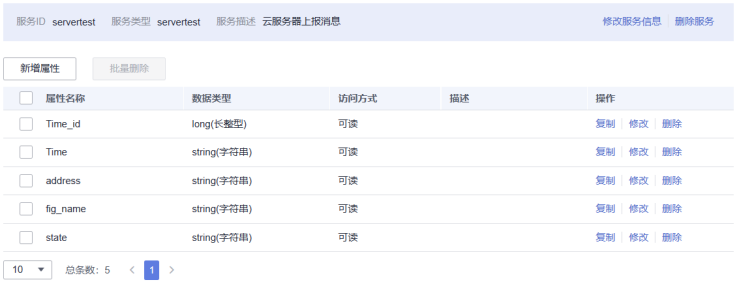 服务ID servertest 服务类型 servertest 服务描述 云服务器上报消息 修改服务信息 删除服务
新增属性 批量删除
属性名称 数据类型 访问方式 描述 操作
Time_id long(长整型) 可读 复制 修改 删除
Time string(字符串) 可读 复制 修改 删除
address string(字符串) 可读 复制 修改 删除
fig_name string(字符串) 可读 复制 修改 删除
state string(字符串) 可读 复制 修改 删除
10 总条数: 5 < 1 >